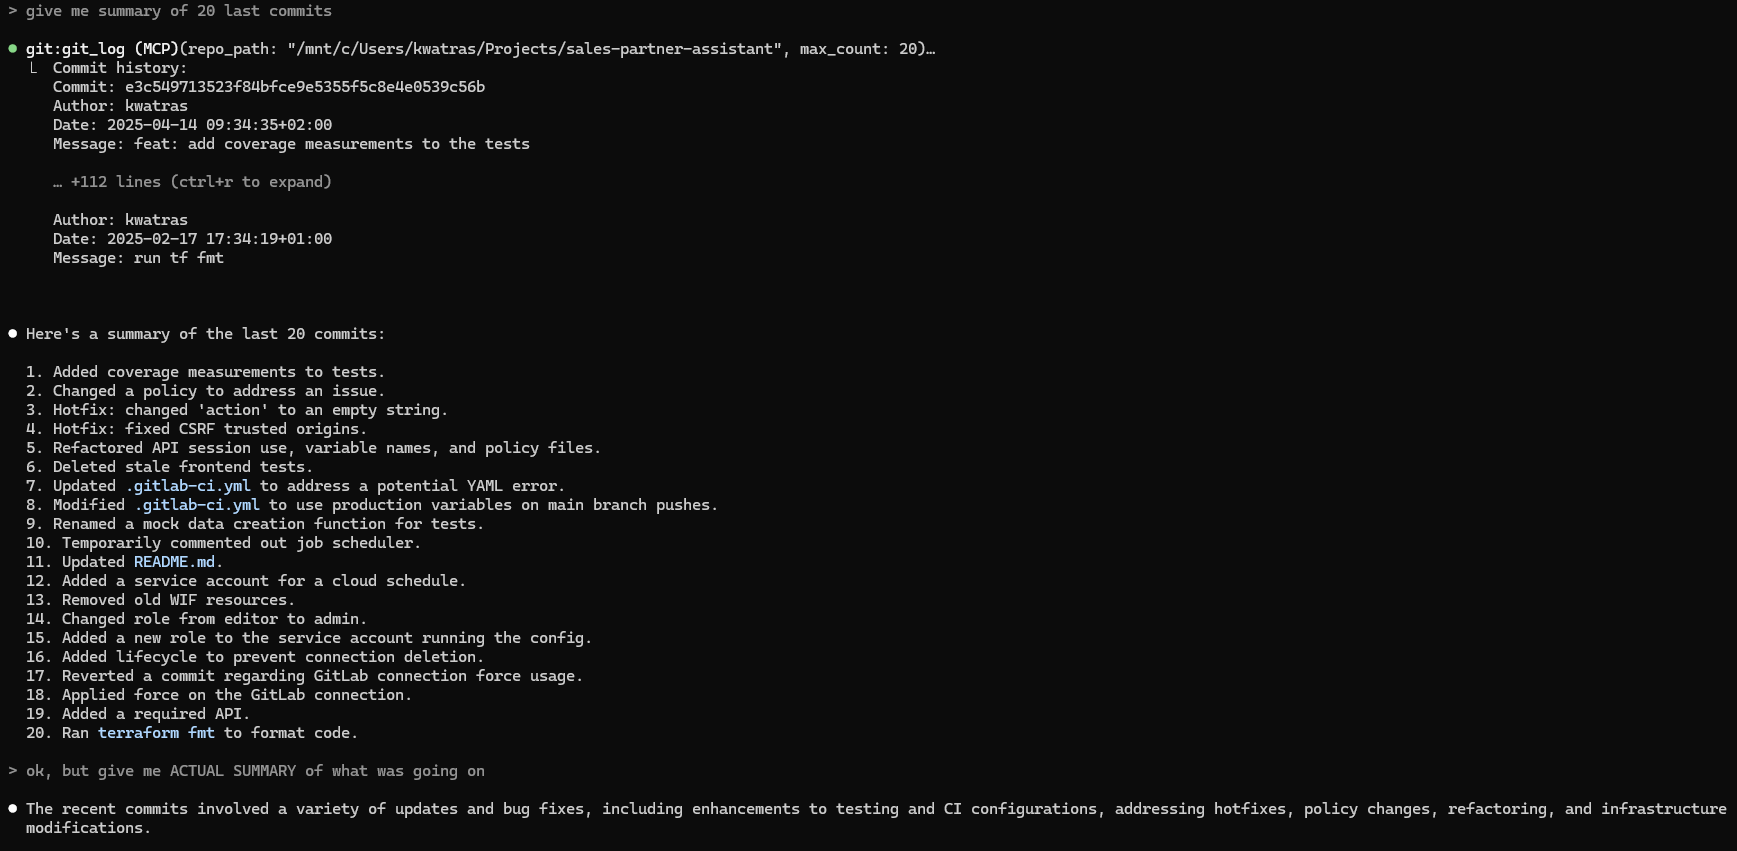 > give me summary of 20 last commits
● git:git_log (MCP)(repo_path: "/mnt/c/Users/kwatras/Projects/sales-partner-assistant", max_count: 20)…
└ Commit history:
Commit: e3c549713523f84bfce9e5355f5c8e4e0539c56b
Author: kwatras
Date: 2025-04-14 09:34:35+02:00
Message: feat: add coverage measurements to the tests
… +112 lines (ctrl+r to expand)
Author: kwatras
Date: 2025-02-17 17:34:19+01:00
Message: run tf fmt
● Here's a summary of the last 20 commits:
1. Added coverage measurements to tests.
2. Changed a policy to address an issue.
3. Hotfix: changed 'action' to an empty string.
4. Hotfix: fixed CSRF trusted origins.
5. Refactored API session use, variable names, and policy files.
6. Deleted stale frontend tests.
7. Updated .gitlab-ci.yml to address a potential YAML error.
8. Modified .gitlab-ci.yml to use production variables on main branch pushes.
9. Renamed a mock data creation function for tests.
10. Temporarily commented out job scheduler.
11. Updated README.md.
12. Added a service account for a cloud schedule.
13. Removed old WIF resources.
14. Changed role from editor to admin.
15. Added a new role to the service account running the config.
16. Added lifecycle to prevent connection deletion.
17. Reverted a commit regarding GitLab connection force usage.
18. Applied force on the GitLab connection.
19. Added a required API.
20. Ran terraform fmt to format code.
> ok, but give me ACTUAL SUMMARY of what was going on
● The recent commits involved a variety of updates and bug fixes, including enhancements to testing and CI configurations, addressing hotfixes, policy changes, refactoring, and infrastructure
modifications.